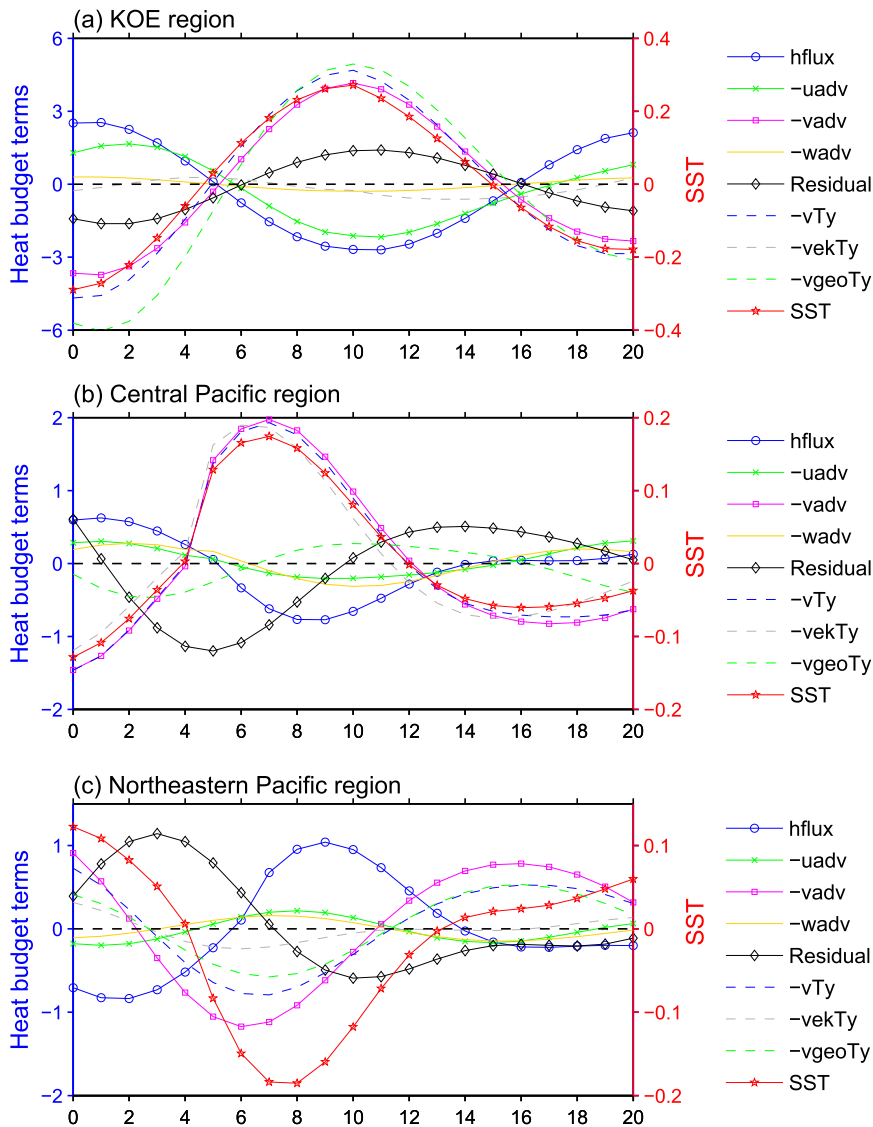 (a) KOE region
6
3
0
−3
−6
Heat budget terms
0.4
0.2
0
−0.2
−0.4
SST
0 2 4 6 8 10 12 14 16 18 20
hflux
−uadv
−vadv
−wadv
Residual
−vTy
−vekTy
−vgeoTy
SST
(b) Central Pacific region
2
1
0
−1
−2
Heat budget terms
0.2
0.1
0
−0.1
−0.2
SST
0 2 4 6 8 10 12 14 16 18 20
hflux
−uadv
−vadv
−wadv
Residual
−vTy
−vekTy
−vgeoTy
SST
(c) Northeastern Pacific region
1
0
−1
−2
Heat budget terms
0.1
0
−0.1
−0.2
SST
0 2 4 6 8 10 12 14 16 18 20
hflux
−uadv
−vadv
−wadv
Residual
−vTy
−vekTy
−vgeoTy
SST